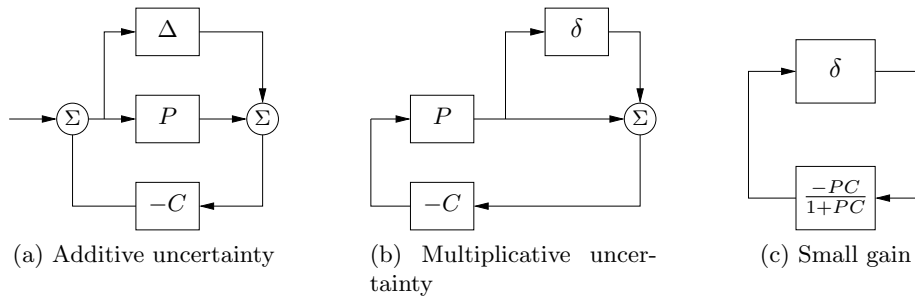 Δ
Σ
P
Σ
−C
(a) Additive uncertainty
δ
P
Σ
−C
(b) Multiplicative uncer-
tainty
δ
−PC
1+PC
(c) Small gain